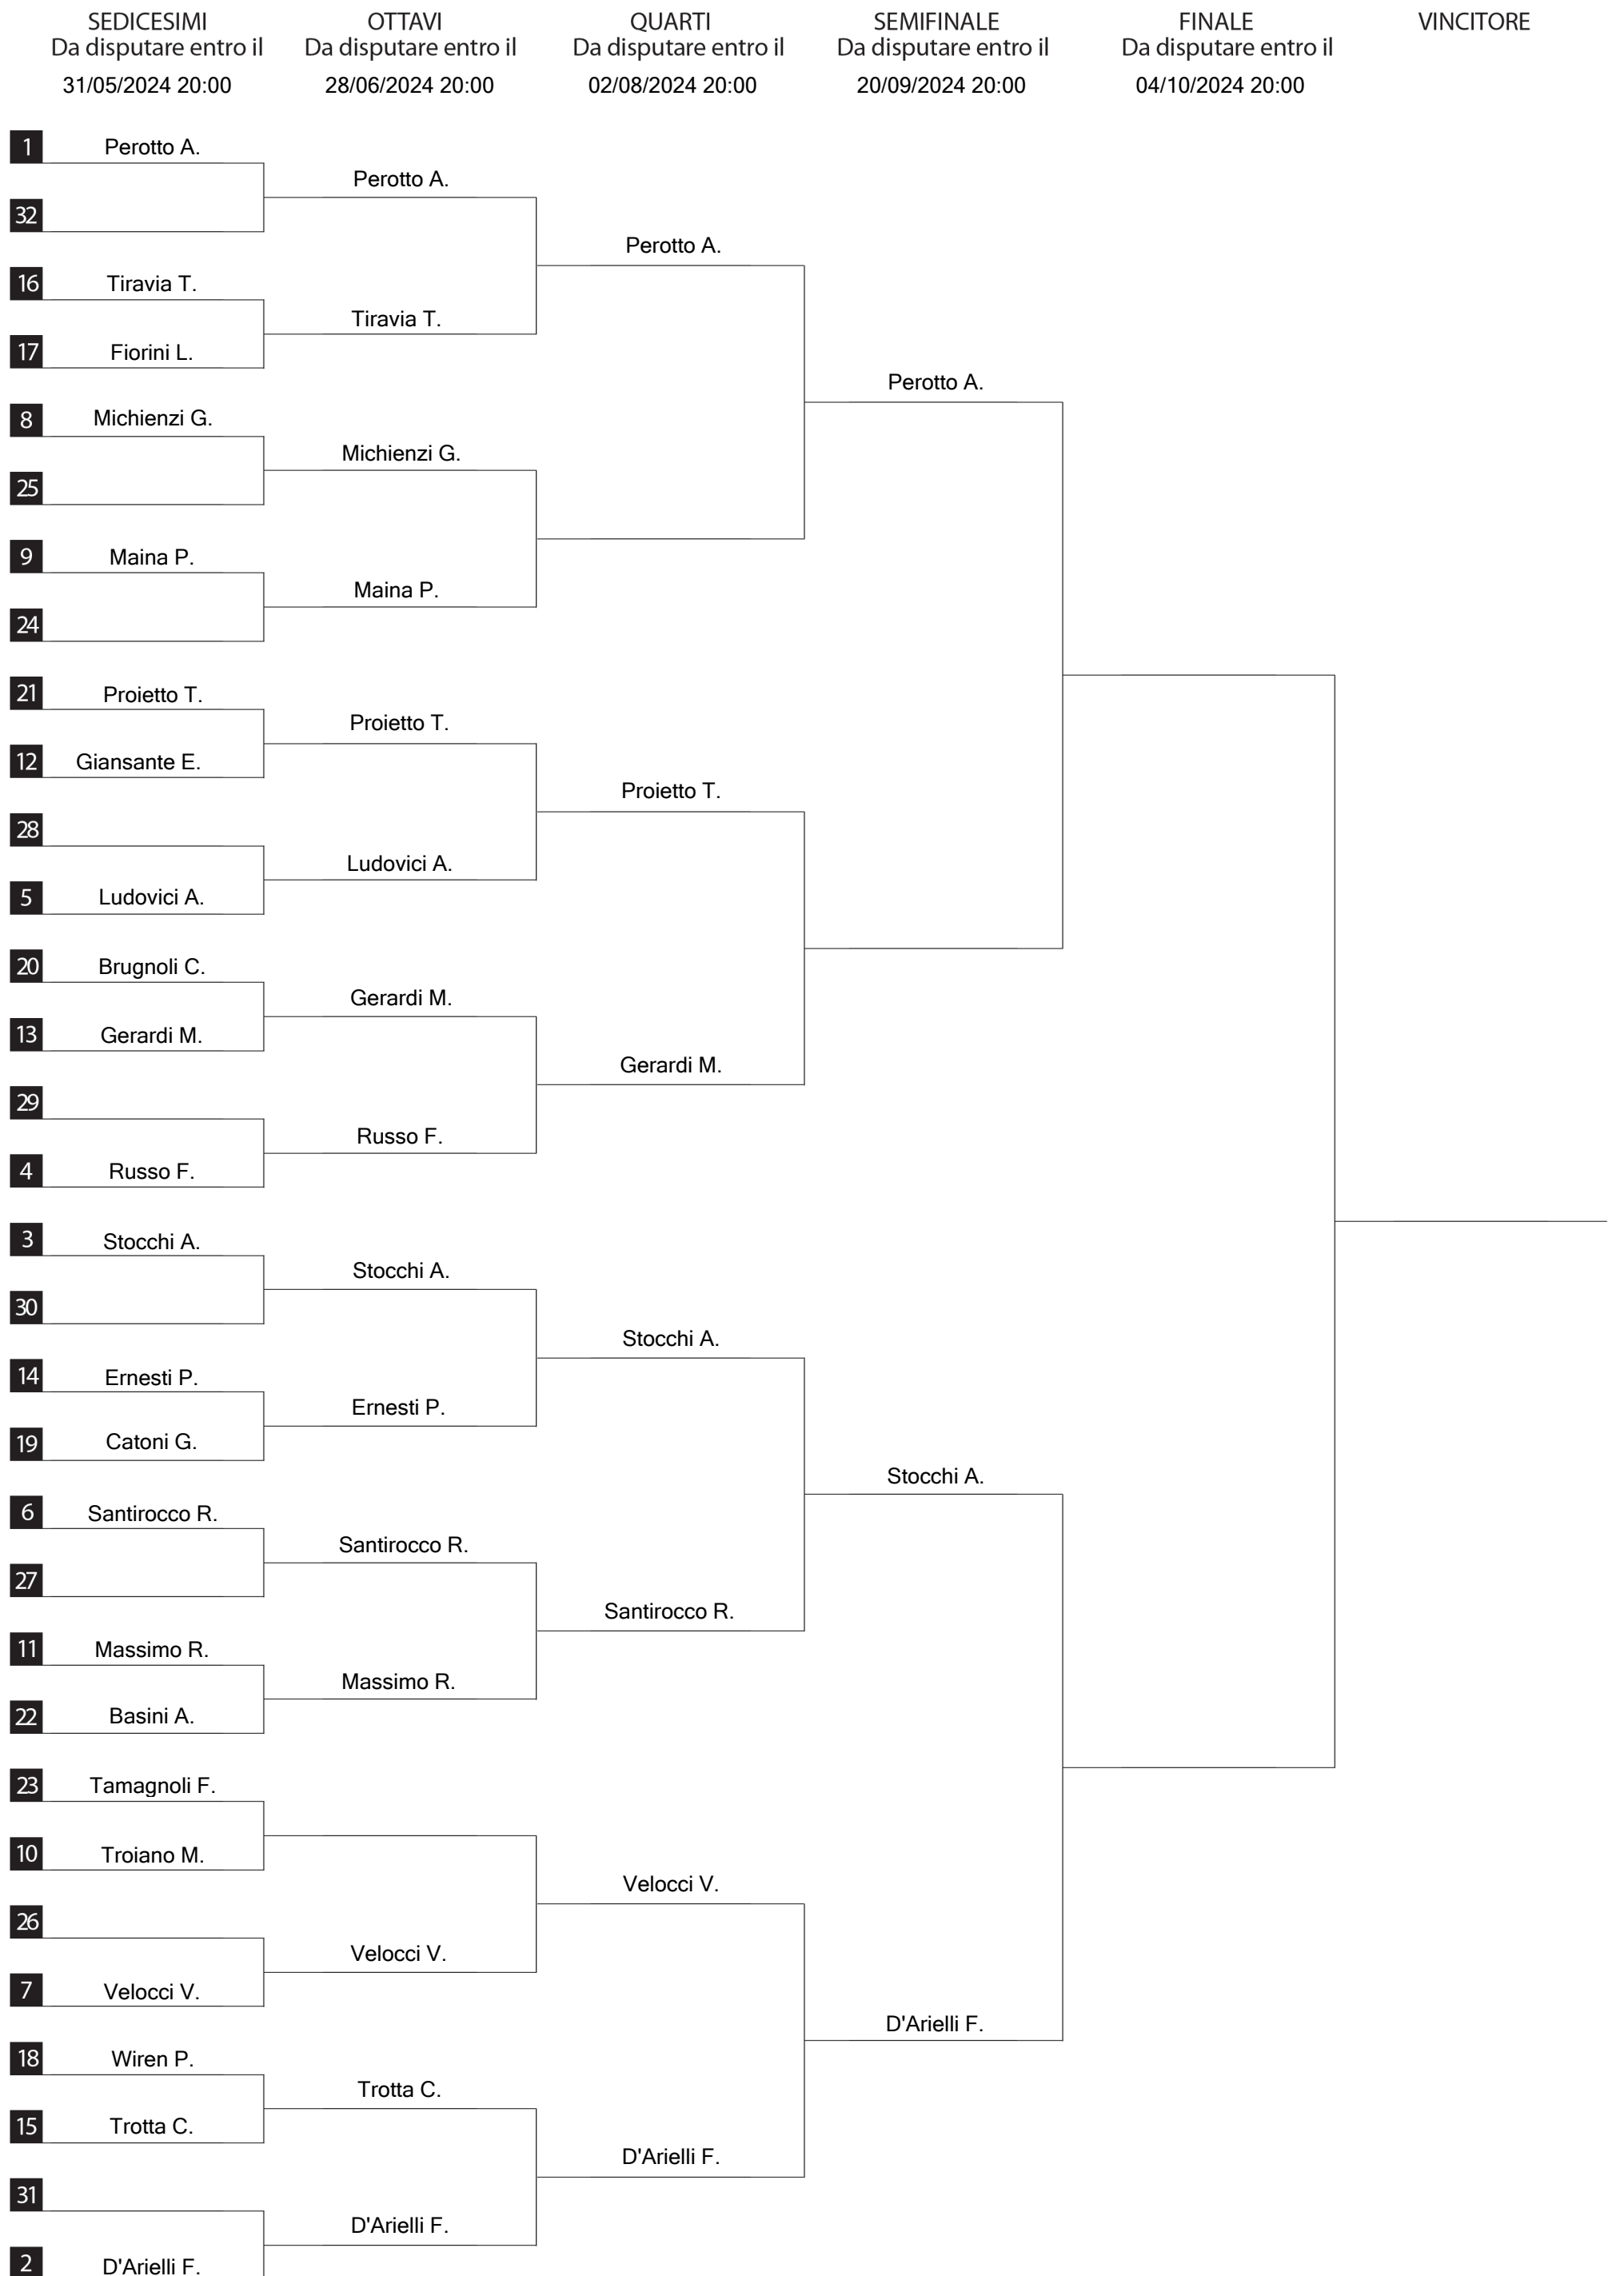 SEDICESIMI
Da disputare entro il
31/05/2024 20:00
OTTAVI
Da disputare entro il
28/06/2024 20:00
QUARTI
Da disputare entro il
02/08/2024 20:00
SEMIFINALE
Da disputare entro il
20/09/2024 20:00
FINALE
Da disputare entro il
04/10/2024 20:00
VINCITORE
1 Perotto A.
32
16 Tiravia T.
17 Fiorini L.
8 Michienzi G.
25
9 Maina P.
24
21 Proietto T.
12 Giansante E.
28
5 Ludovici A.
20 Brugnoli C.
13 Gerardi M.
29
4 Russo F.
3 Stocchi A.
30
14 Ernesti P.
19 Catoni G.
6 Santirocco R.
27
11 Massimo R.
22 Basini A.
23 Tamagnoli F.
10 Troiano M.
26
7 Velocci V.
18 Wiren P.
15 Trotta C.
31
2 D'Arielli F.
Perotto A.
Tiravia T.
Michienzi G.
Maina P.
Proietto T.
Ludovici A.
Gerardi M.
Russo F.
Stocchi A.
Ernesti P.
Santirocco R.
Massimo R.
Velocci V.
Trotta C.
D'Arielli F.
Perotto A.
Proietto T.
Gerardi M.
Stocchi A.
Santirocco R.
Velocci V.
D'Arielli F.
Perotto A.
Stocchi A.
D'Arielli F.